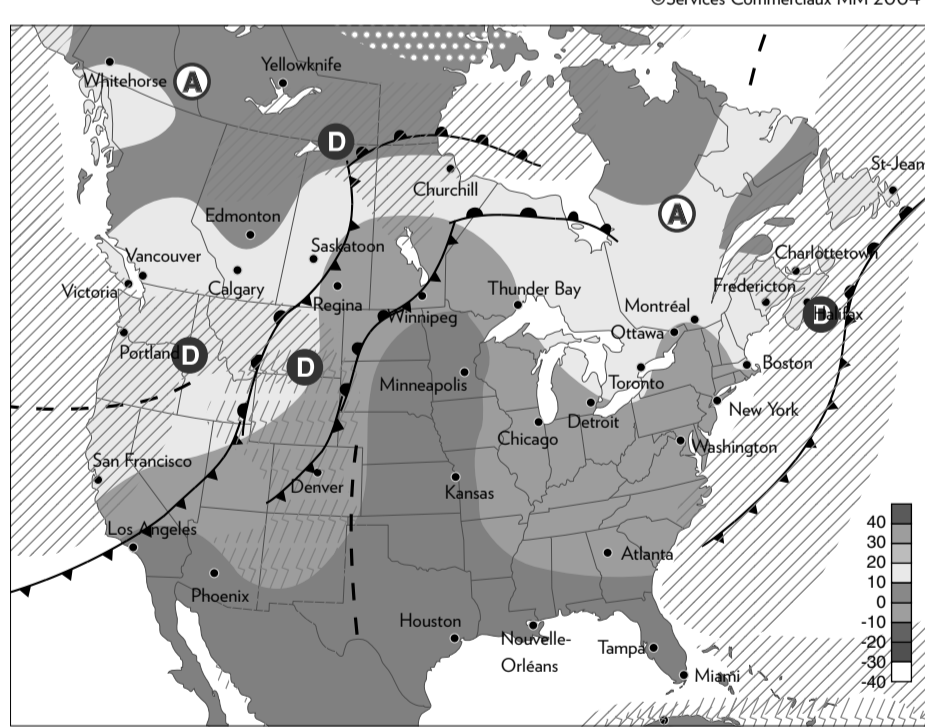 ©Services Commerciaux MM 2004
Whitehorse
A
Yellowknife
D
Churchill
St-Jean
Edmonton
A
Saskatoon
Vancouver
Charlottetown
Calgary
Victoria
Regina
Thunder Bay
Fredericton
Winnipeg
Montréal
D
Halifax
Ottawa
Portland
D
D
Minneapolis
Toronto
Boston
Detroit
New York
Chicago
Washington
San Francisco
Denver
Kansas
Los Angeles
Atlanta
Phoenix
Houston
Nouvelle-
Orléans
Tampa
Miami
40
30
20
10
0
-10
-20
-30
-40